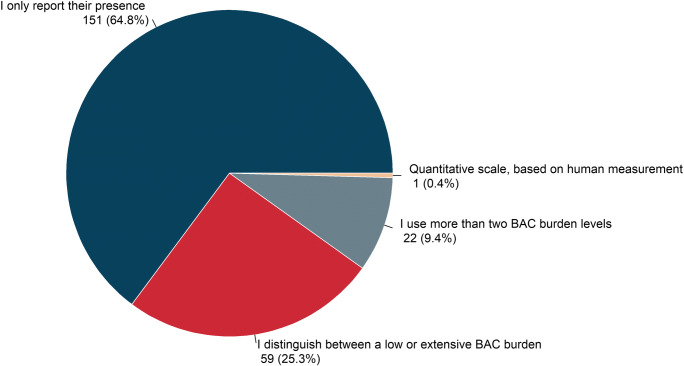 I only report their presence
151 (64.8%)
Quantitative scale, based on human measurement
1 (0.4%)
I use more than two BAC burden levels
22 (9.4%)
I distinguish between a low or extensive BAC burden
59 (25.3%)